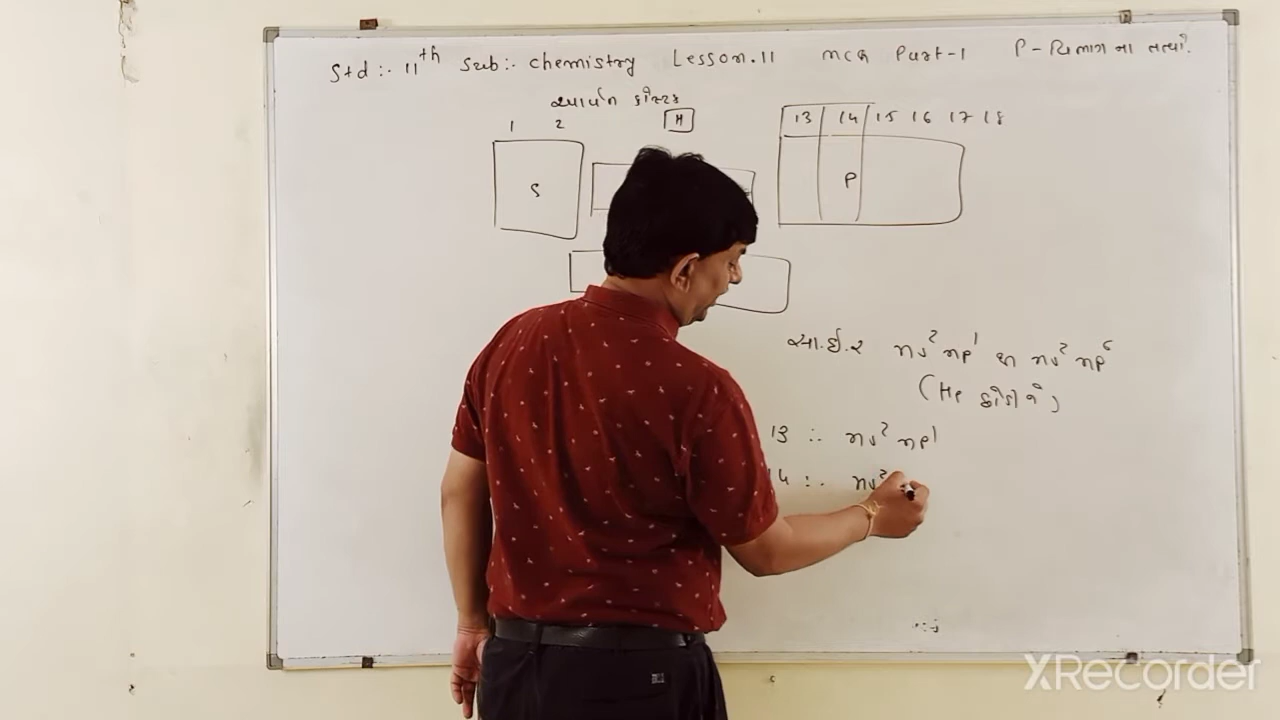 Std :- 11th Sub:- Chemistry Lesson.11 MCQ Part-1 P-વિભાગ ના તત્વો.
આવર્ત કોષ્ટક
1 2 H 13 14 15 16 17 18
S P
આ.ઇ.ર ns² np¹ થી ns² np⁶
(He સિવાય)
13 :- ns² np¹
14 :- ns²
XRecorder